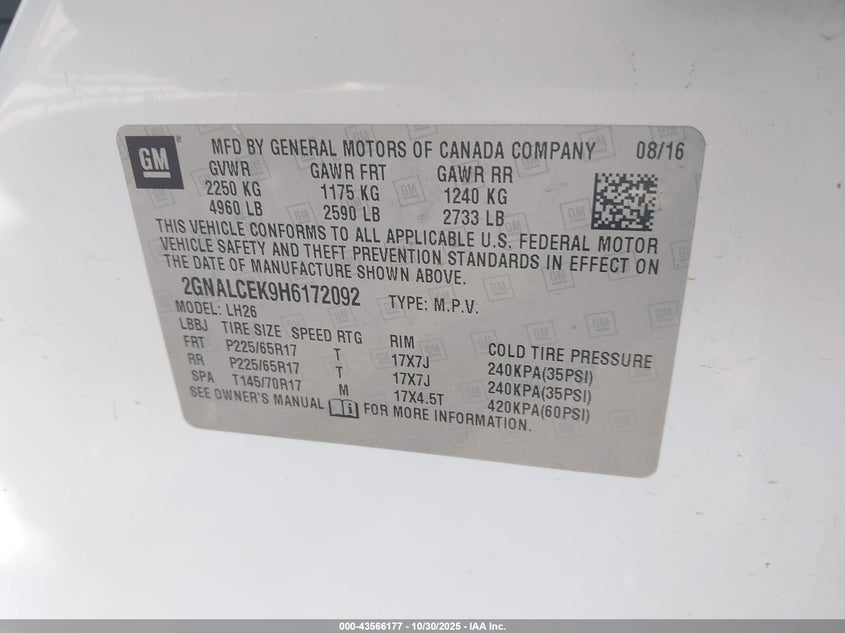 GM ® MFD BY GENERAL MOTORS OF CANADA COMPANY 08/16
GVWR GAWR FRT GAWR RR
2250 KG 1175 KG 1240 KG
4960 LB 2590 LB 2733 LB
THIS VEHICLE CONFORMS TO ALL APPLICABLE U.S. FEDERAL MOTOR
VEHICLE SAFETY AND THEFT PREVENTION STANDARDS IN EFFECT ON
THE DATE OF MANUFACTURE SHOWN ABOVE.
2GNALCEK9H6172092 TYPE: M.P.V.
MODEL: LH26
LBBJ TIRE SIZE SPEED RTG RIM COLD TIRE PRESSURE
FRT P225/65R17 T 17X7J 240KPA(35PSI)
RR P225/65R17 T 17X7J 240KPA(35PSI)
SPA T145/70R17 M 17X4.5T 420KPA(60PSI)
SEE OWNER'S MANUAL FOR MORE INFORMATION.
000-43566177 - 10/30/2025 - IAA Inc.